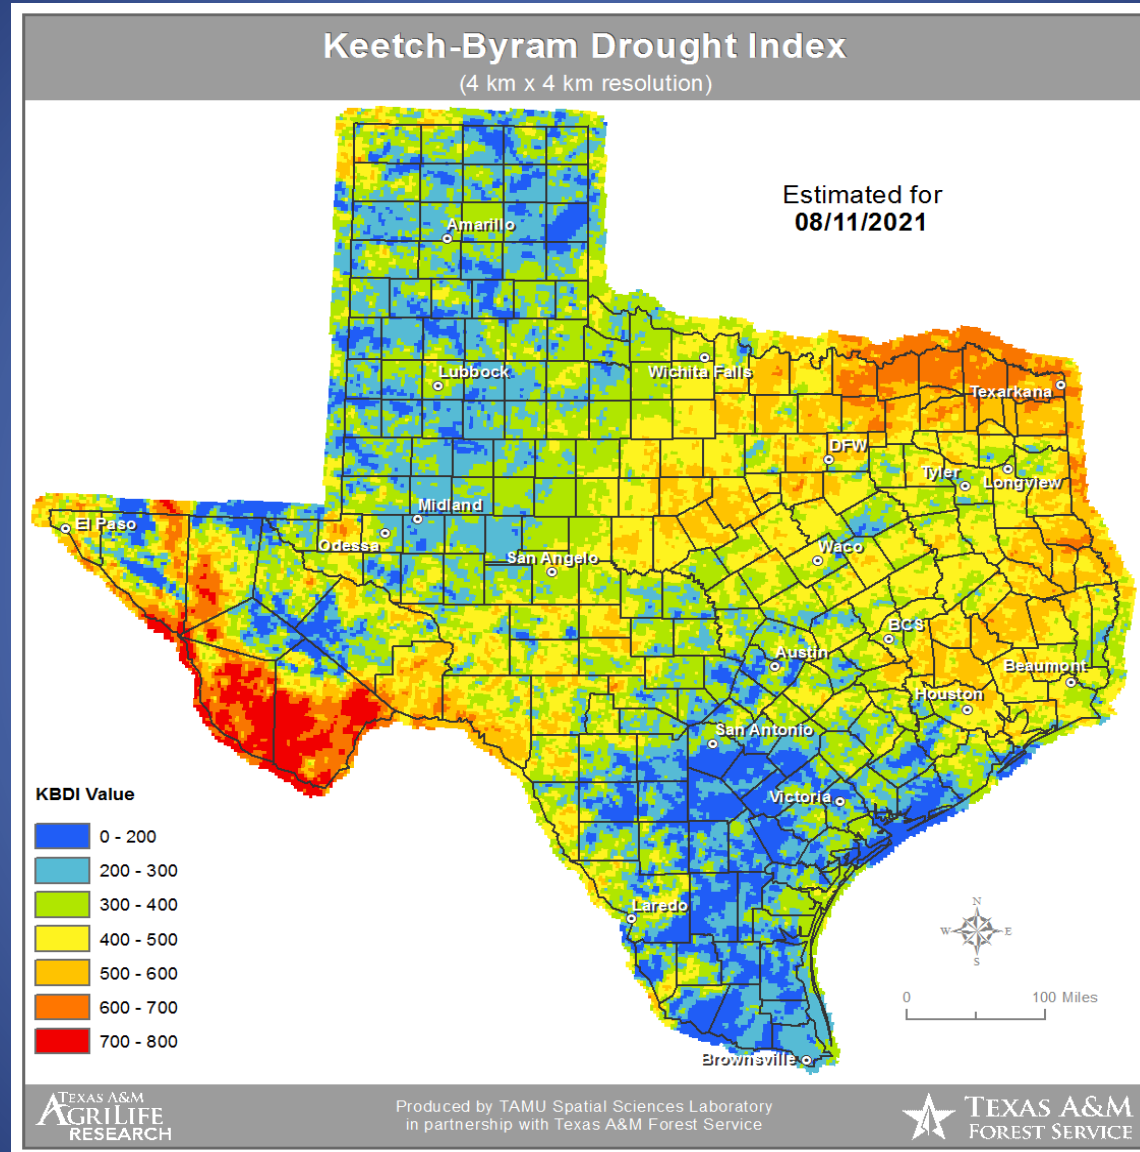 Keetch-Byram Drought Index
(4 km x 4 km resolution)
Estimated for
08/11/2021
Amarillo
Lubbock
Wichita Falls
Texarkana
DFW
Tyler
Longview
El Paso
Midland
Odessa
San Angelo
Waco
BCS
Austin
Beaumont
Houston
San Antonio
Victoria
Laredo
Brownsville
KBDI Value
0 - 200
200 - 300
300 - 400
400 - 500
500 - 600
600 - 700
700 - 800
N
W E
S
0 100 Miles
TEXAS A&M
AGRILIFE
RESEARCH
Produced by TAMU Spatial Sciences Laboratory
in partnership with Texas A&M Forest Service
TEXAS A&M
FOREST SERVICE